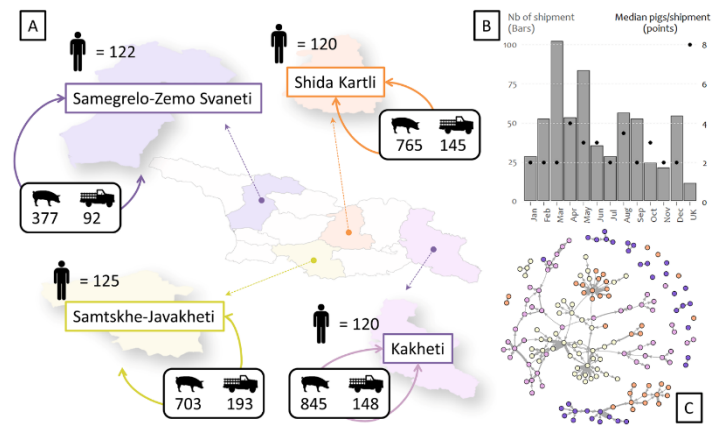 A
= 122
Samegrelo-Zemo Svaneti
377 92
= 120
Shida Kartli
765 145
= 125
Samtskhe-Javakheti
703 193
= 120
Kakheti
845 148
B
Nb of shipment Median pigs/shipment
(Bars) (points)
100 8
75 6
50 4
25 2
0 0
Jan Feb Mar Apr May Jun Jul Aug Sep Oct Nov Dec UK
C